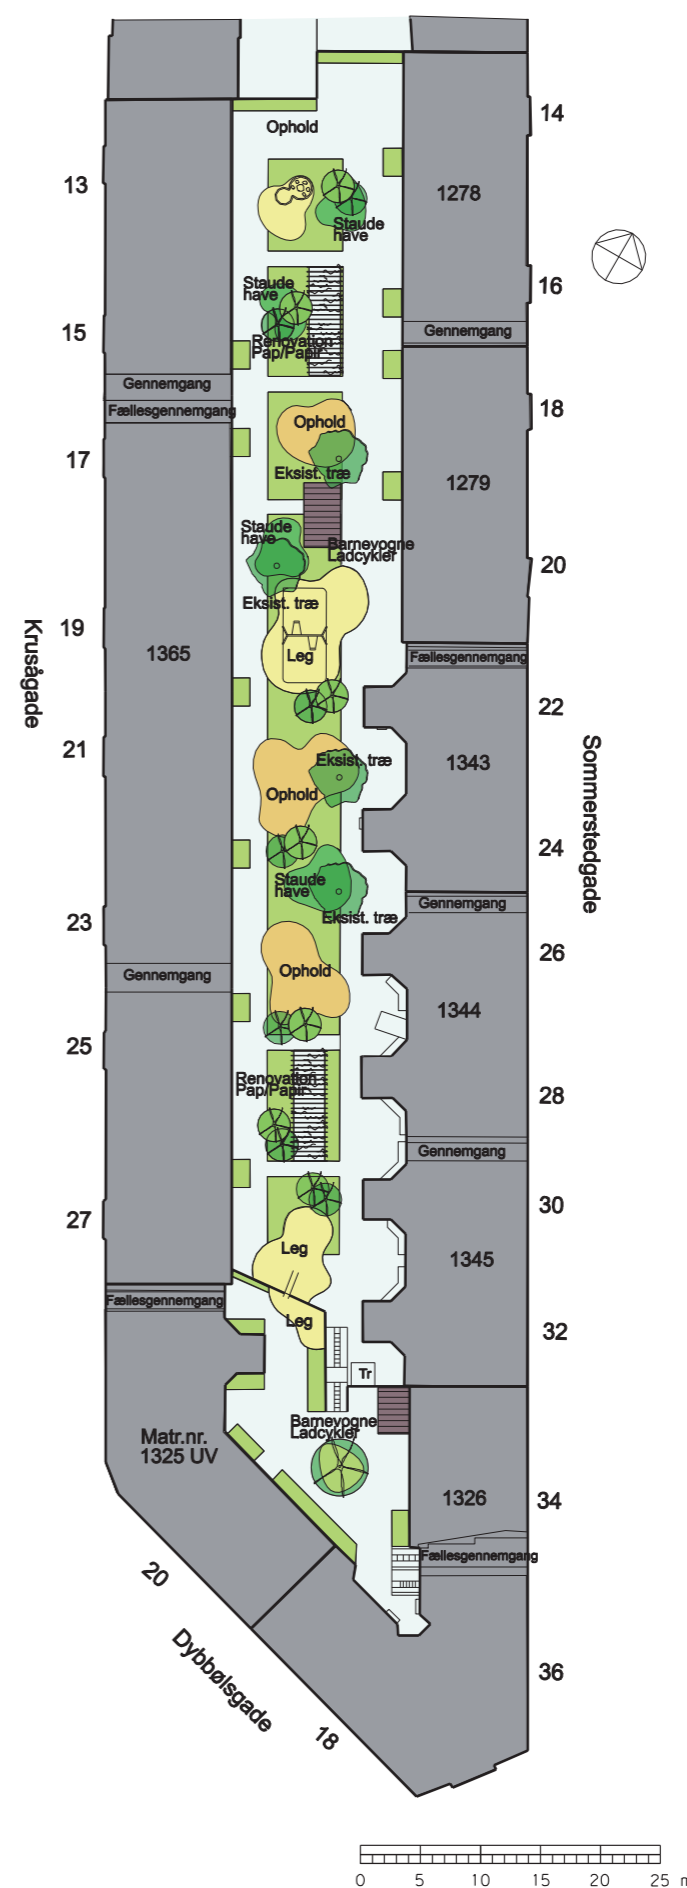 14
Ophold
13
1278
Staude
have
16
Staude
have
15
Gennemgang
Renovation
Pap/Papir
Gennemgang
Fællesgennemgang
18
Ophold
17
Eksist. træ
1279
Staude
have
Barnevogne
Ladcykler
20
Eksist. træ
19
Krusågade
1365
Leg
Fællesgennemgang
22
21
Eksist. træ
1343
Sommerstedgade
Ophold
24
Staude
have
Gennemgang
Eksist. træ
23
26
Ophold
Gennemgang
1344
25
Renovation
Pap/Papir
28
Gennemgang
30
27
Leg
1345
Fællesgennemgang
Leg
32
Tr
Barnevogne
Ladcykler
Matr.nr.
1325 UV
1326
34
Fællesgennemgang
20
Dybbølsgade
18
36
0 5 10 15 20 25 m